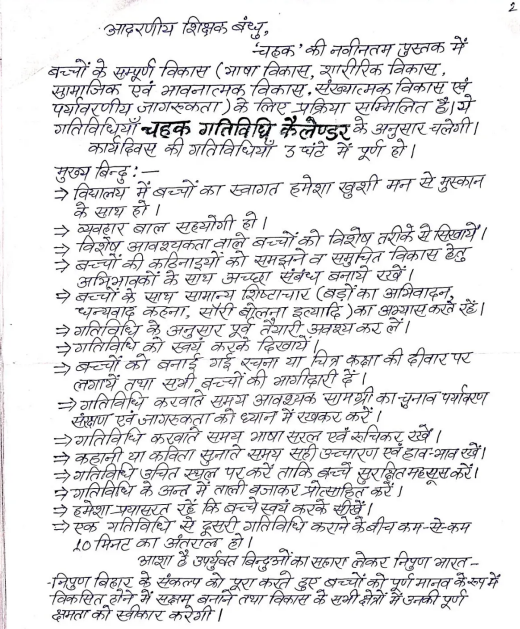 2
आदरणीय शिक्षक बंधु,
'चहक' की नवीनतम पुस्तक में
बच्चों के सम्पूर्ण विकास (भाषा विकास, शारीरिक विकास,
सामाजिक एवं भावनात्मक विकास, संख्यात्मक विकास एवं
पर्यावरणीय जागरुकता) के लिए प्रक्रिया सम्मिलित है। ये
गतिविधियाँ चहक गतिविधि कैलेण्डर के अनुसार चलेगी।
कार्यदिवस की गतिविधियाँ 3 घंटे में पूर्ण हो।
मुख्य बिन्दु:—
⇒ विद्यालय में बच्चों का स्वागत हमेशा खुशी मन से मुस्कान
के साथ हो।
⇒ व्यवहार बाल सहयोगी हो।
⇒ विशेष आवश्यकता वाले बच्चों को विशेष तरीके से सिखायें।
⇒ बच्चों की कठिनाइयों को समझने व समुचित विकास हेतु
अभिभावकों के साथ अच्छा संबंध बनाये रखें।
⇒ बच्चों के साथ सामान्य शिष्टाचार (बड़ों का अभिवादन,
धन्यवाद कहना, सॉरी बोलना इत्यादि) का अभ्यास करते रहें।
⇒ गतिविधि के अनुसार पूर्व तैयारी अवश्य कर लें।
⇒ गतिविधि को स्वयं करके दिखायें।
⇒ बच्चों को बनाई गई रचना या चित्र कक्षा की दीवार पर
लगायें तथा सभी बच्चों की भागीदारी दें।
⇒ गतिविधि करवाते समय आवश्यक सामग्री का चुनाव पर्यावरण
संरक्षण एवं जागरुकता को ध्यान में रखकर करें।
⇒ गतिविधि करवाते समय भाषा सरल एवं रुचिकर रखें।
⇒ कहानी या कविता सुनाते समय सही उच्चारण एवं हाव-भाव रखें।
⇒ गतिविधि उचित स्थल पर करें ताकि बच्चे सुरक्षित महसूस करें।
⇒ गतिविधि के अन्त में ताली बजाकर प्रोत्साहित करें।
⇒ हमेशा प्रयासरत रहें कि बच्चे स्वयं करके सीखें।
⇒ एक गतिविधि से दूसरी गतिविधि कराने के बीच कम-से-कम
10 मिनट का अंतराल हो।
आशा है उपर्युक्त बिन्दुओं का सहारा लेकर निपुण भारत-
-निपुण बिहार के संकल्प को पूरा करते हुए बच्चों को पूर्ण मानव के रूप में
विकसित होने में सक्षम बनाने तथा विकास के सभी क्षेत्रों में उनकी पूर्ण
क्षमता को स्वीकार करेगी।